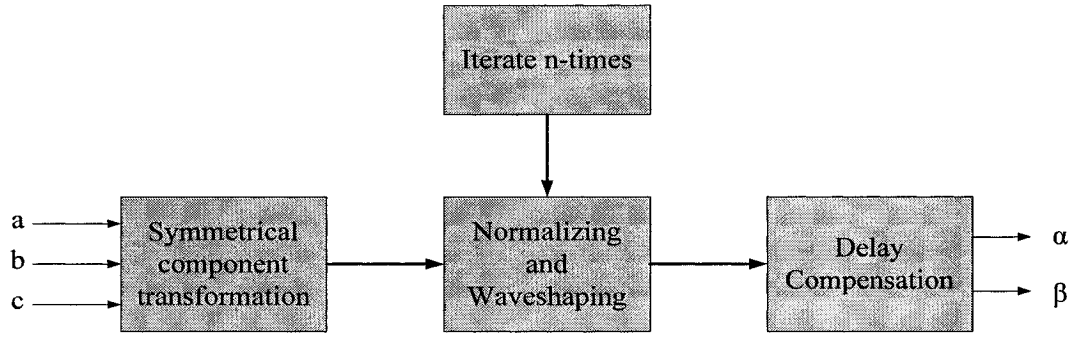 Iterate n-times
a
b
c
Symmetrical
component
transformation
Normalizing
and
Waveshaping
Delay
Compensation
α
β